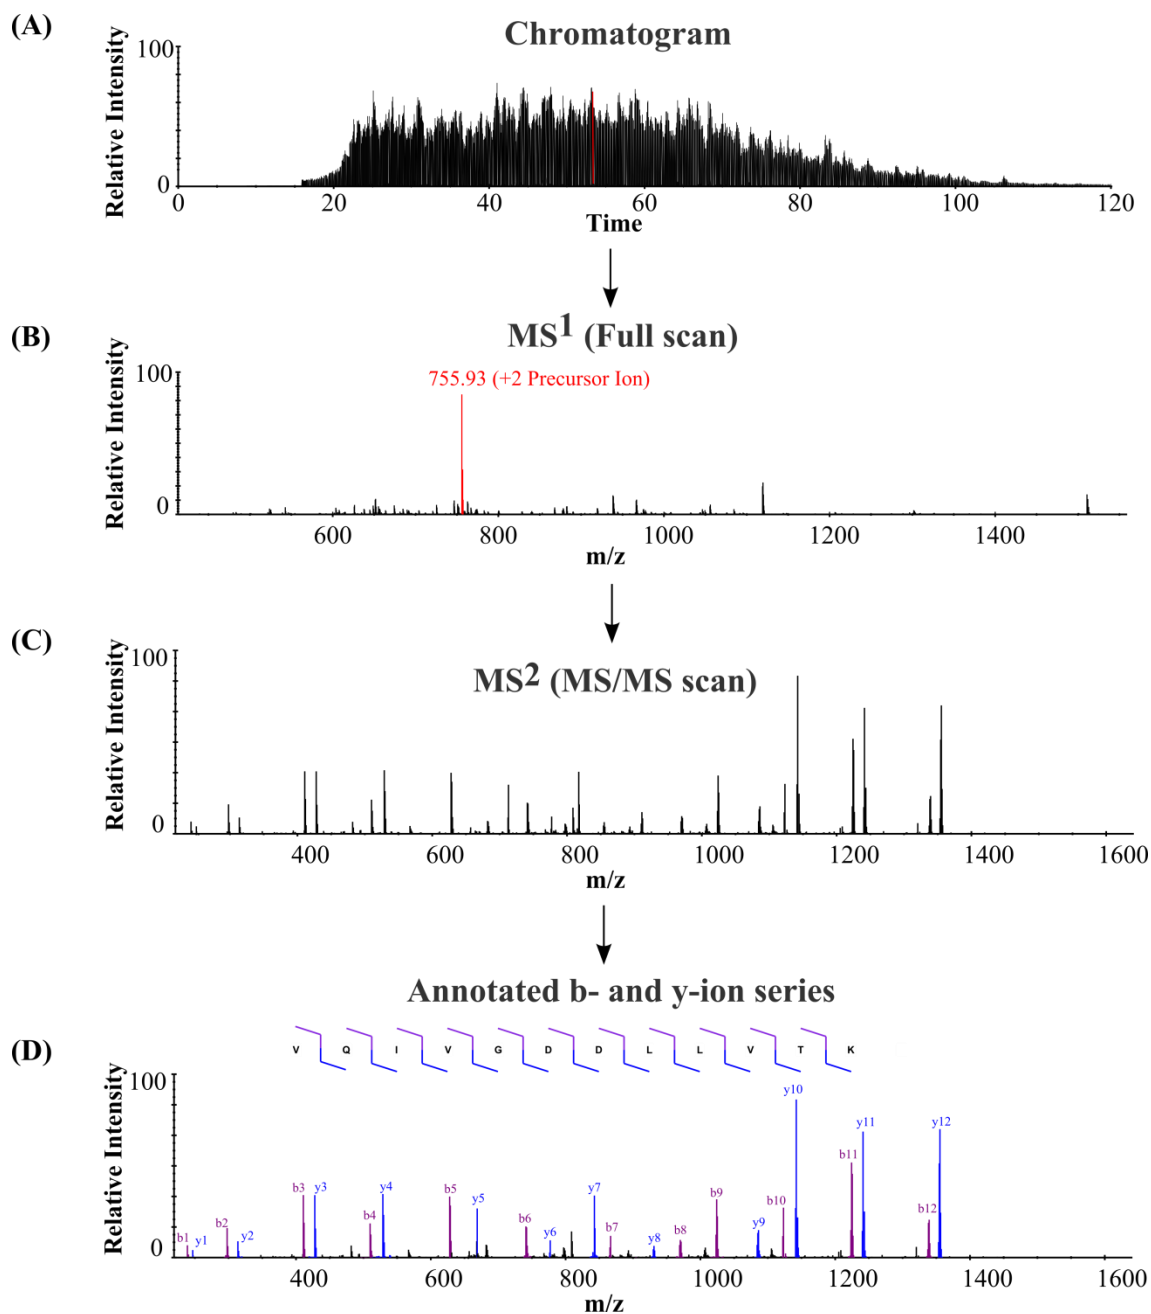 (A)
Chromatogram
Relative Intensity
100
0
0 20 40 60 80 100 120
Time
(B)
MS1 (Full scan)
Relative Intensity
100
0
755.93 (+2 Precursor Ion)
600 800 1000 1200 1400
m/z
(C)
MS2 (MS/MS scan)
Relative Intensity
100
0
400 600 800 1000 1200 1400 1600
m/z
Annotated b- and y-ion series
(D)
V Q I V G D D L L V T K
Relative Intensity
100
0
b1 y1 b2 y2 b3 y3 b4 y4 b5 y5 b6 y6 y7 b7 y8 b8 b9 y9 b10 y10 b11 y11 b12 y12
400 600 800 1000 1200 1400 1600
m/z